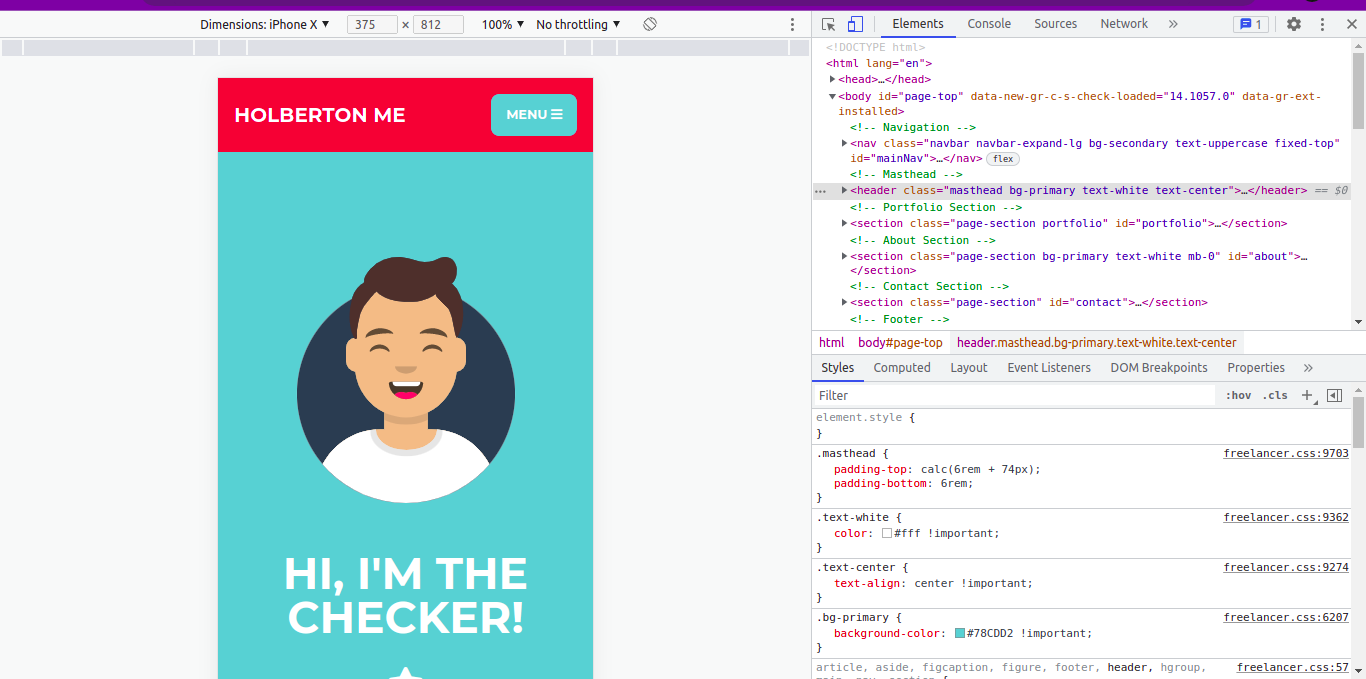 Dimensions: iPhone X ▼ 375 × 812 100% ▼ No throttling ▼
HOLBERTON ME
MENU
HI, I'M THE
CHECKER!
Elements Console Sources Network » 1
<!DOCTYPE html>
<html lang="en">
<head>…</head>
<body id="page-top" data-new-gr-c-s-check-loaded="14.1057.0" data-gr-ext-
installed>
<!-- Navigation -->
<nav class="navbar navbar-expand-lg bg-secondary text-uppercase fixed-top"
id="mainNav">…</nav> flex
<!-- Masthead -->
<header class="masthead bg-primary text-white text-center">…</header> == $0
<!-- Portfolio Section -->
<section class="page-section portfolio" id="portfolio">…</section>
<!-- About Section -->
<section class="page-section bg-primary text-white mb-0" id="about">…
</section>
<!-- Contact Section -->
<section class="page-section" id="contact">…</section>
<!-- Footer -->
html body#page-top header.masthead.bg-primary.text-white.text-center
Styles Computed Layout Event Listeners DOM Breakpoints Properties »
Filter :hov .cls +
element.style {
}
.masthead { freelancer.css:9703
padding-top: calc(6rem + 74px);
padding-bottom: 6rem;
}
.text-white { freelancer.css:9362
color: #fff !important;
}
.text-center { freelancer.css:9274
text-align: center !important;
}
.bg-primary { freelancer.css:6207
background-color: #78CDD2 !important;
}
article, aside, figcaption, figure, footer, header, hgroup, freelancer.css:57